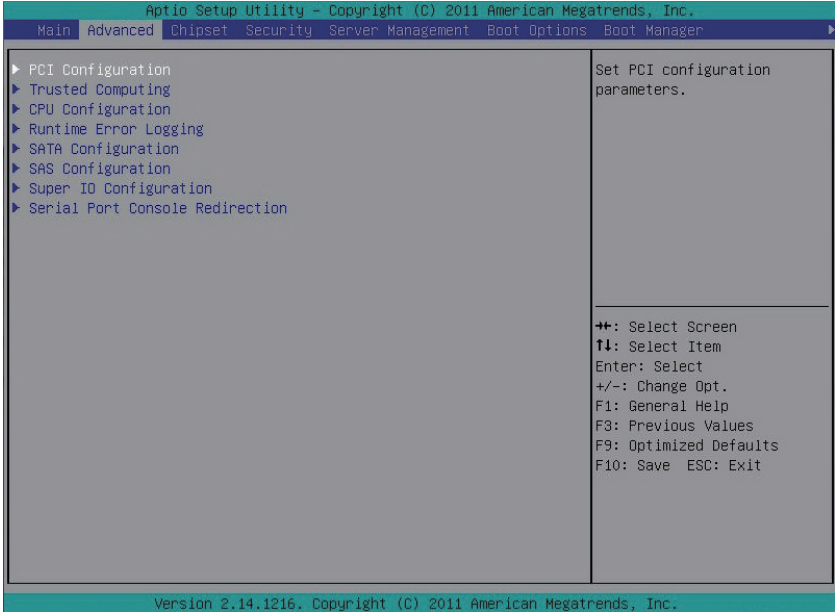 Aptio Setup Utility – Copyright (C) 2011 American Megatrends, Inc.
Main Advanced Chipset Security Server Management Boot Options Boot Manager
PCI Configuration
Trusted Computing
CPU Configuration
Runtime Error Logging
SATA Configuration
SAS Configuration
Super IO Configuration
Serial Port Console Redirection
Set PCI configuration
parameters.
→←: Select Screen
↑↓: Select Item
Enter: Select
+/-: Change Opt.
F1: General Help
F3: Previous Values
F9: Optimized Defaults
F10: Save ESC: Exit
Version 2.14.1216. Copyright (C) 2011 American Megatrends, Inc.